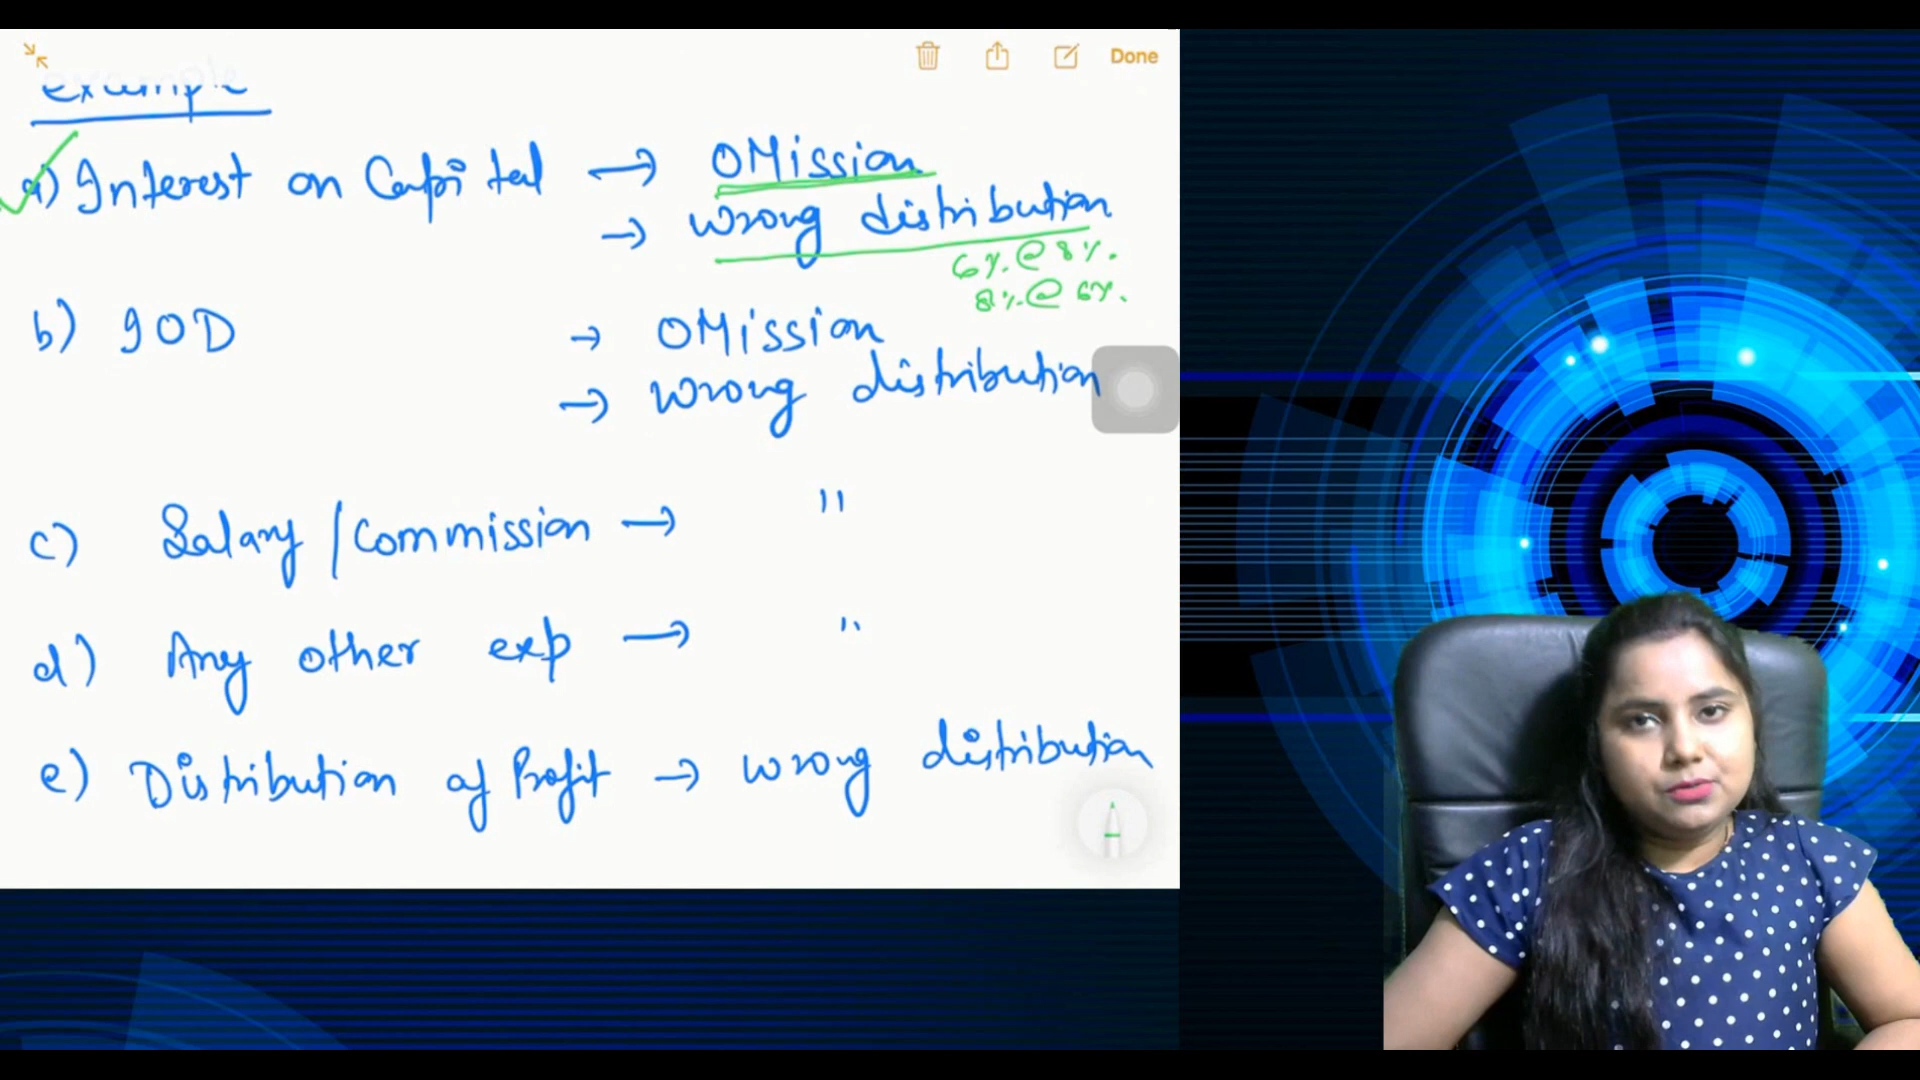 Done
example
a) Interest on Capital → OMission
→ wrong distribution
6%.@ 8%.
8%.@ 6%.
b) IOD → OMission
→ wrong distribution
c) Salary / Commission → "
d) Any other exp → "
e) Distribution of Profit → wrong distribution